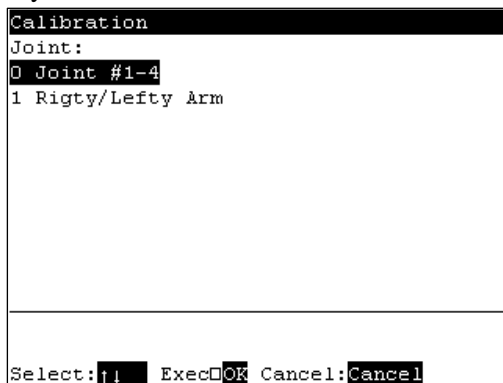 Calibration
Joint:
0 Joint #1-4
1 Rigty/Lefty Arm
Select:↑↓ Exec□OK Cancel:Cancel